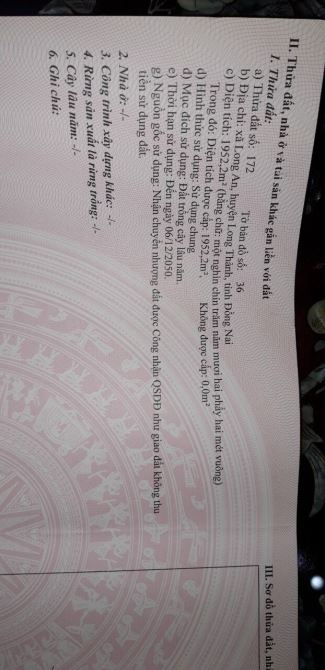 II. Thửa đất, nhà ở và tài sản khác gắn liền với đất
1. Thửa đất:
a) Thửa đất số: 172 Tờ bản đồ số: 36
b) Địa chỉ: xã Long An, huyện Long Thành, tỉnh Đồng Nai
c) Diện tích: 1952,2m² (bằng chữ: một nghìn chín trăm năm mươi hai phẩy hai mét vuông)
Trong đó: Diện tích được cấp: 1952,2m². Không được cấp: 0,0m²
d) Hình thức sử dụng: Sử dụng chung
đ) Mục đích sử dụng: Đất trồng cây lâu năm.
e) Thời hạn sử dụng: Đến ngày 06/12/2050.
g) Nguồn gốc sử dụng: Nhận chuyển nhượng đất được Công nhận QSDĐ như giao đất không thu
tiền sử dụng đất
2. Nhà ở: -/-
3. Công trình xây dựng khác: -/-
4. Rừng sản xuất là rừng trồng: -/-
5. Cây lâu năm: -/-
6. Ghi chú:
III. Sơ đồ thửa đất,